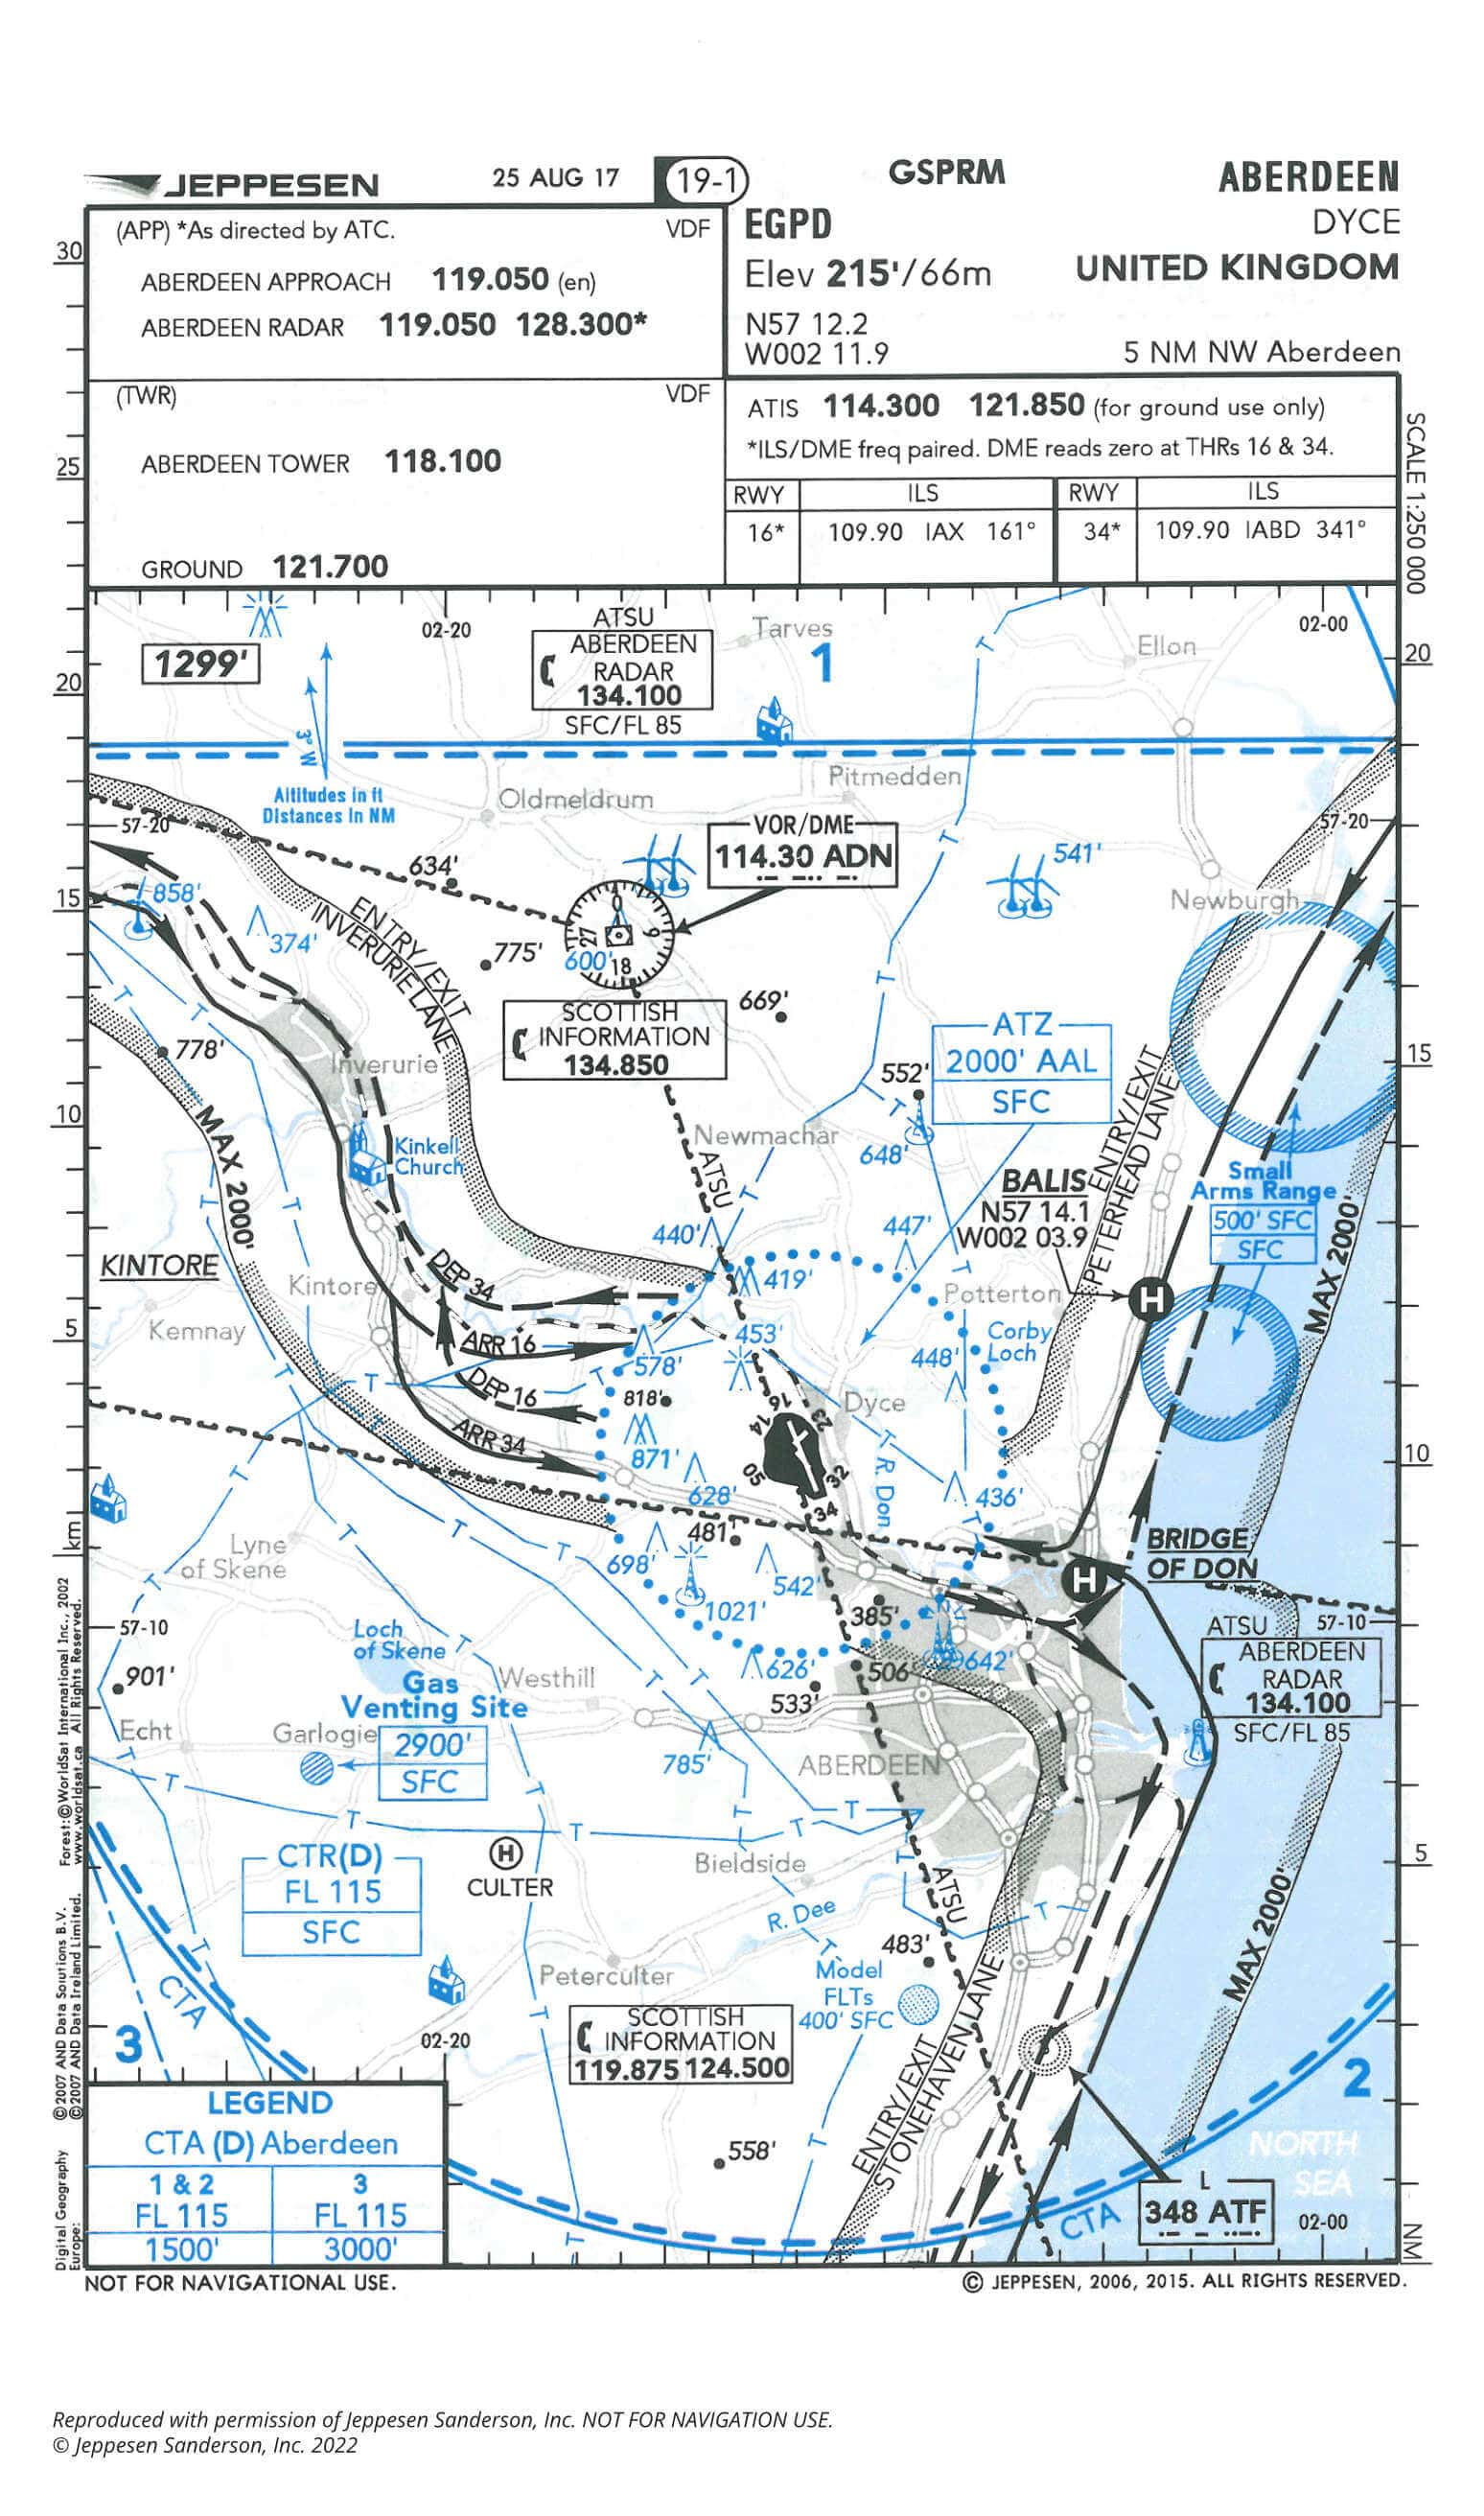 JEPPESEN
25 AUG 17
19-1
GSPRM
ABERDEEN
DYCE
UNITED KINGDOM
5 NM NW Aberdeen
(APP) *As directed by ATC.
VDF
ABERDEEN APPROACH 119.050 (en)
ABERDEEN RADAR 119.050 128.300*
EGPD
Elev 215'/66m
N57 12.2
W002 11.9
(TWR)
VDF
ABERDEEN TOWER 118.100
GROUND 121.700
ATIS 114.300 121.850 (for ground use only)
*ILS/DME freq paired. DME reads zero at THRs 16 & 34.
RWY ILS RWY ILS
16* 109.90 IAX 161° 34* 109.90 IABD 341°
SCALE 1:250 000
30
25
20
15
10
5
km
20
15
10
5
NM
1299'
02-20
ATSU
ABERDEEN
RADAR
134.100
SFC/FL 85
Tarves
1
Ellon
02-00
3° W
Altitudes in ft
Distances in NM
Oldmeldrum
Pitmedden
57-20
57-20
634'
VOR/DME
114.30 ADN
541'
Newburgh
858'
374'
ENTRY/EXIT
INVERURIE LANE
775'
0
9
18
27
600'
SCOTTISH
INFORMATION
134.850
669'
552'
ATZ
2000' AAL
SFC
778'
Inverurie
Newmachar
648'
ENTRY/EXIT
PETERHEAD LANE
Kinkell
Church
ATSU
BALIS
N57 14.1
W002 03.9
Small
Arms Range
500' SFC
SFC
MAX 2000'
MAX 2000'
440'
447'
KINTORE
Kintore
DEP 34
419'
Potterton
H
Kemnay
ARR 16
453'
Corby
Loch
578'
448'
DEP 16
818'
Dyce
16
14
23
05
32
34
ARR 34
871'
628'
R. Don
436'
481'
BRIDGE
OF DON
H
Lyne
of Skene
698'
542'
1021'
385'
57-10
57-10
ATSU
ABERDEEN
RADAR
134.100
SFC/FL 85
Loch
of Skene
901'
Gas
Venting Site
2900'
SFC
Westhill
626'
506
642'
533'
Echt
Garlogie
785'
ABERDEEN
CTR(D)
FL 115
SFC
H
CULTER
Bieldside
ATSU
R. Dee
483'
MAX 2000'
Model
FLTs
400' SFC
Peterculter
CTA
3
02-20
SCOTTISH
INFORMATION
119.875 124.500
ENTRY/EXIT
STONEHAVEN LANE
2
558'
NORTH
SEA
L
348 ATF
CTA
02-00
LEGEND
CTA (D) Aberdeen
1 & 2 3
FL 115 FL 115
1500' 3000'
Digital Geography ©2007 AND Data Solutions B.V. Forest:©WorldSat International Inc., 2002
Europe: ©2007 AND Data Ireland Limited. www.worldsat.ca All Rights Reserved.
NOT FOR NAVIGATIONAL USE.
© JEPPESEN, 2006, 2015. ALL RIGHTS RESERVED.
Reproduced with permission of Jeppesen Sanderson, Inc. NOT FOR NAVIGATION USE.
© Jeppesen Sanderson, Inc. 2022